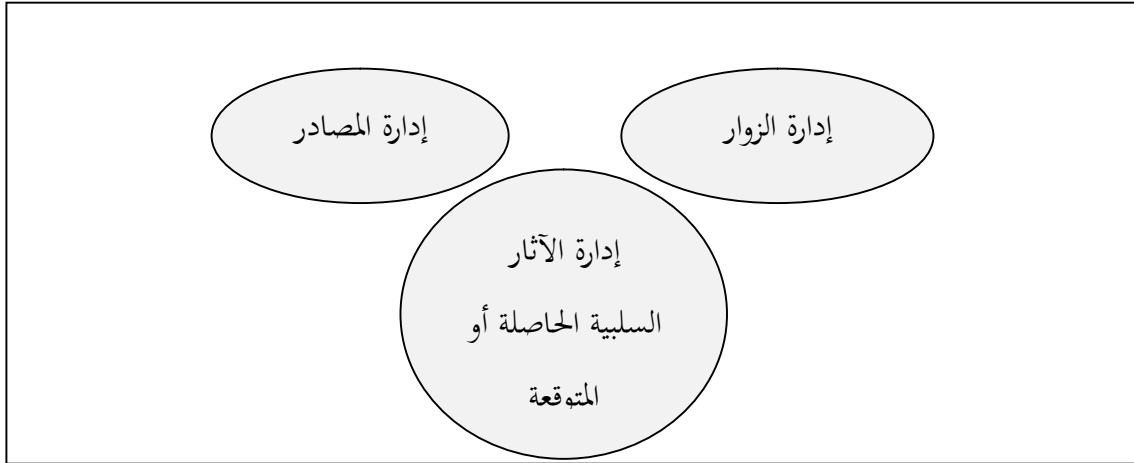 إدارة الزوار
إدارة المصادر
إدارة الآثار
السلبية الحاصلة أو
المتوقعة